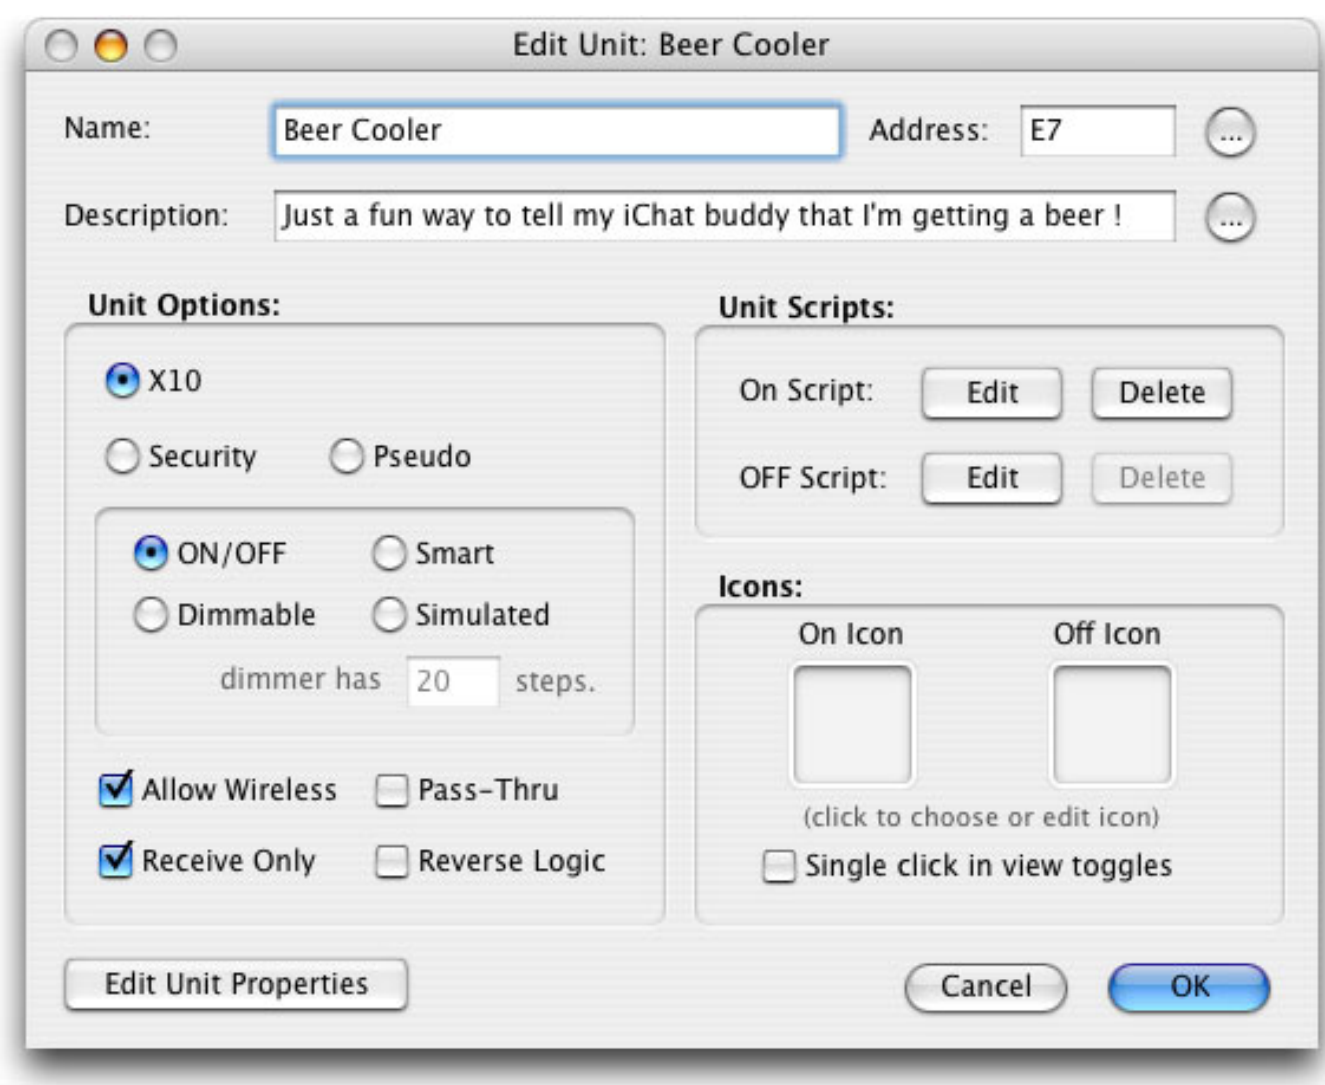 Edit Unit: Beer Cooler
Name: Beer Cooler Address: E7 ...
Description: Just a fun way to tell my iChat buddy that I'm getting a beer ! ...
Unit Options:
X10
Security Pseudo
ON/OFF Smart
Dimmable Simulated
dimmer has 20 steps.
Allow Wireless Pass-Thru
Receive Only Reverse Logic
Unit Scripts:
On Script: Edit Delete
OFF Script: Edit Delete
Icons:
On Icon Off Icon
(click to choose or edit icon)
Single click in view toggles
Edit Unit Properties Cancel OK